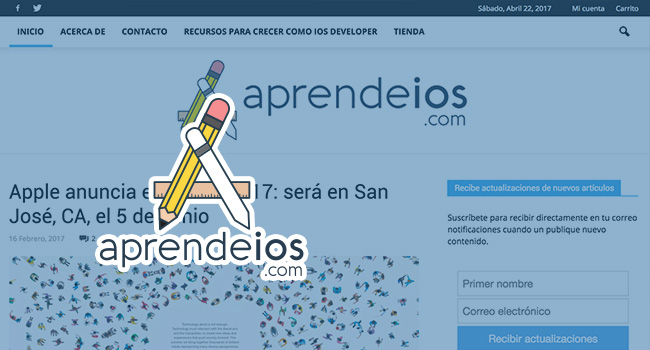 Sábado, Abril 22, 2017 Mi cuenta Carrito
INICIO ACERCA DE CONTACTO RECURSOS PARA CRECER COMO IOS DEVELOPER TIENDA
aprendeios
.com
Apple anuncia e 17: será en San
José, CA, el 5 de nio
16 Febrero, 2017 2
aprendeios
.com
Recibe actualizaciones de nuevos artículos
Suscríbete para recibir directamente en tu correo
notificaciones cuando un publique nuevo
contenido.
Primer nombre
Correo electrónico
Recibir actualizaciones